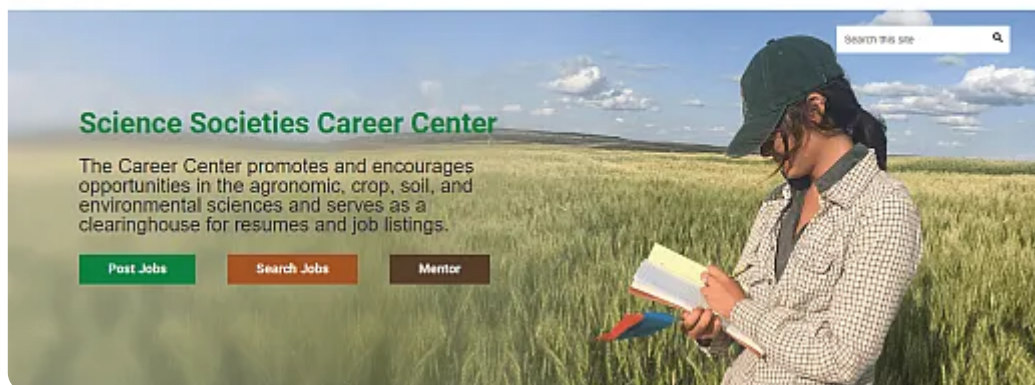 Search this site
Science Societies Career Center
The Career Center promotes and encourages
opportunities in the agronomic, crop, soil, and
environmental sciences and serves as a
clearinghouse for resumes and job listings.
Post Jobs
Search Jobs
Mentor